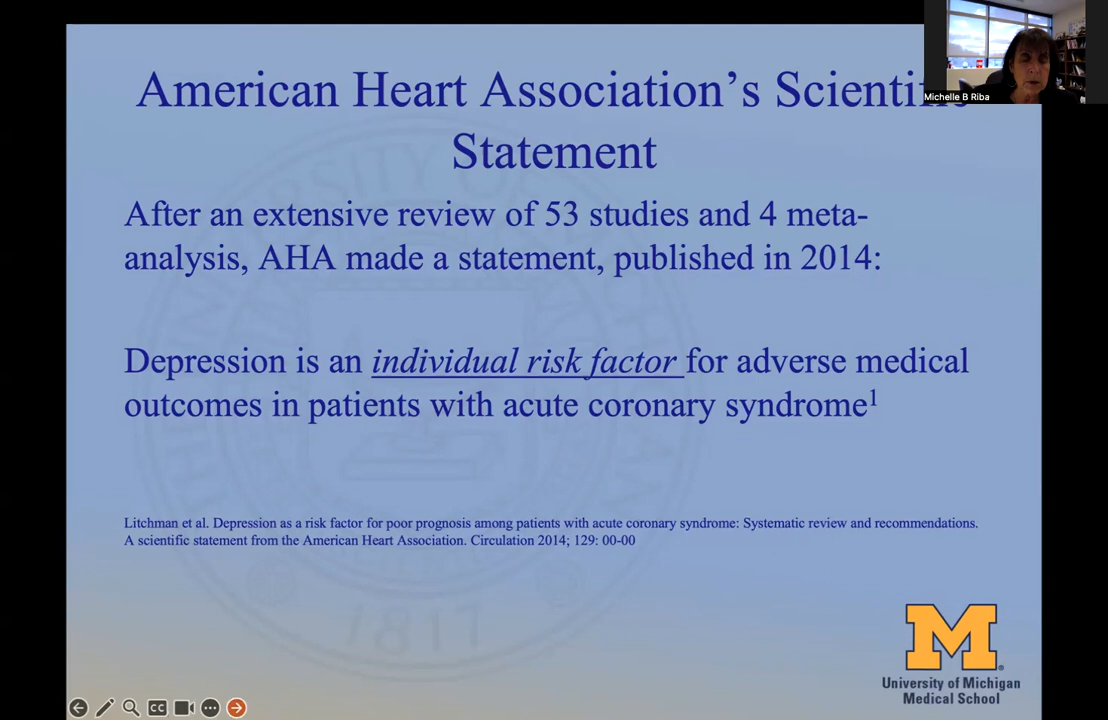 American Heart Association's Scientific
Michelle B Riba
Statement
After an extensive review of 53 studies and 4 meta-
analysis, AHA made a statement, published in 2014:
Depression is an individual risk factor for adverse medical
outcomes in patients with acute coronary syndrome¹
Litchman et al. Depression as a risk factor for poor prognosis among patients with acute coronary syndrome: Systematic review and recommendations.
A scientific statement from the American Heart Association. Circulation 2014; 129: 00-00
1817
M
University of Michigan
Medical School
CC